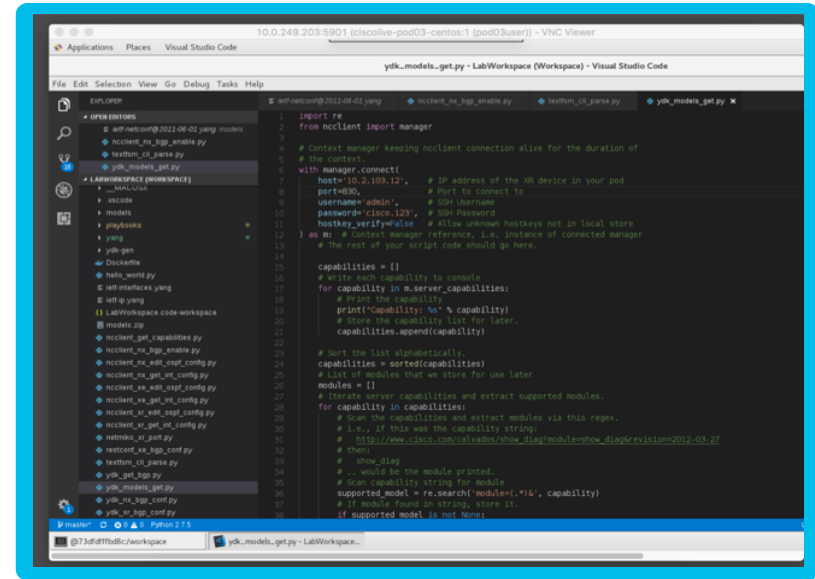 10.0.249.203:5901 (ciscolive-pod03-centos:1 (pod03user)) - VNC Viewer
Applications Places Visual Studio Code
ydk_models_get.py - LabWorkspace (Workspace) - Visual Studio Code
File Edit Selection View Go Debug Tasks Help
EXPLORER
OPEN EDITORS
ietf-netconf@2011-06-01.yang models
ncclient_nx_bgp_enable.py
textfsm_cli_parse.py
ydk_models_get.py
LABWORKSPACE (WORKSPACE)
__MACOSX
.vscode
models
playbooks
yang
ydk-gen
Dockerfile
hello_world.py
ietf-interfaces.yang
ietf-ip.yang
LabWorkspace.code-workspace
models.zip
ncclient_get_capabilities.py
ncclient_nx_bgp_enable.py
ncclient_nx_edit_ospf_config.py
ncclient_nx_get_int_config.py
ncclient_xe_edit_ospf_config.py
ncclient_xe_get_int_config.py
ncclient_xr_edit_ospf_config.py
ncclient_xr_get_int_config.py
netmiko_xr_port.py
restconf_xe_bgp_conf.py
textfsm_cli_parse.py
ydk_get_bgp.py
ydk_models_get.py
ydk_nx_bgp_conf.py
ydk_xr_bgp_conf.py
ietf-netconf@2011-06-01.yang ncclient_nx_bgp_enable.py textfsm_cli_parse.py ydk_models_get.py
1 import re
2 from ncclient import manager
3
4 # Context manager keeping ncclient connection alive for the duration of
5 # the context.
6 with manager.connect(
7 host='10.2.103.12', # IP address of the XR device in your pod
8 port=830, # Port to connect to
9 username='admin', # SSH Username
10 password='cisco.123', # SSH Password
11 hostkey_verify=False # Allow unknown hostkeys not in local store
12 ) as m: # Context manager reference, i.e. instance of connected manager
13 # The rest of your script code should go here.
14
15 capabilities = []
16 # Write each capability to console
17 for capability in m.server_capabilities:
18 # Print the capability
19 print("Capability: %s" % capability)
20 # Store the capability list for later.
21 capabilities.append(capability)
22
23 # Sort the list alphabetically.
24 capabilities = sorted(capabilities)
25 # List of modules that we store for use later
26 modules = []
27 # Iterate server capabilities and extract supported modules.
28 for capability in capabilities:
29 # Scan the capabilities and extract modules via this regex.
30 # i.e., if this was the capability string:
31 # http://www.cisco.com/calvados/show_diag?module=show_diag&revision=2012-03-27
32 # then:
33 # show_diag
34 # .. would be the module printed.
35 # Scan capability string for module
36 supported_model = re.search('module=(.*)&', capability)
37 # If module found in string, store it.
38 if supported_model is not None:
master* 0 0 Python 2.7.5
@73dfdfffbd8c:/workspace ydk_models_get.py - LabWorkspace...